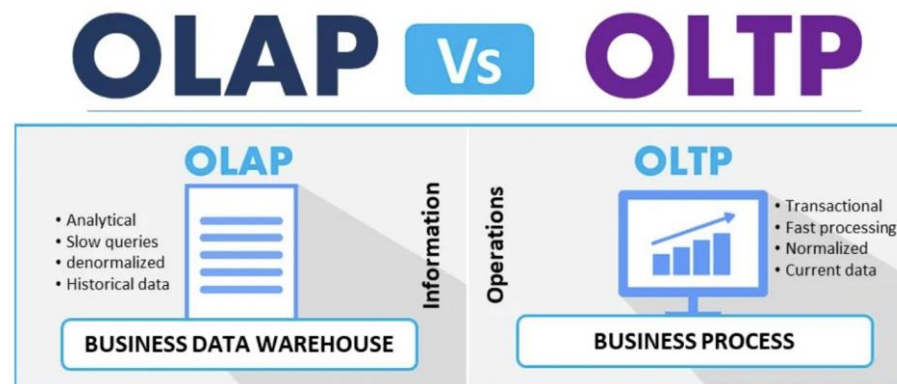 OLAP Vs OLTP
OLAP
• Analytical
• Slow queries
• denormalized
• Historical data
BUSINESS DATA WAREHOUSE
Information
Operations
OLTP
• Transactional
• Fast processing
• Normalized
• Current data
BUSINESS PROCESS